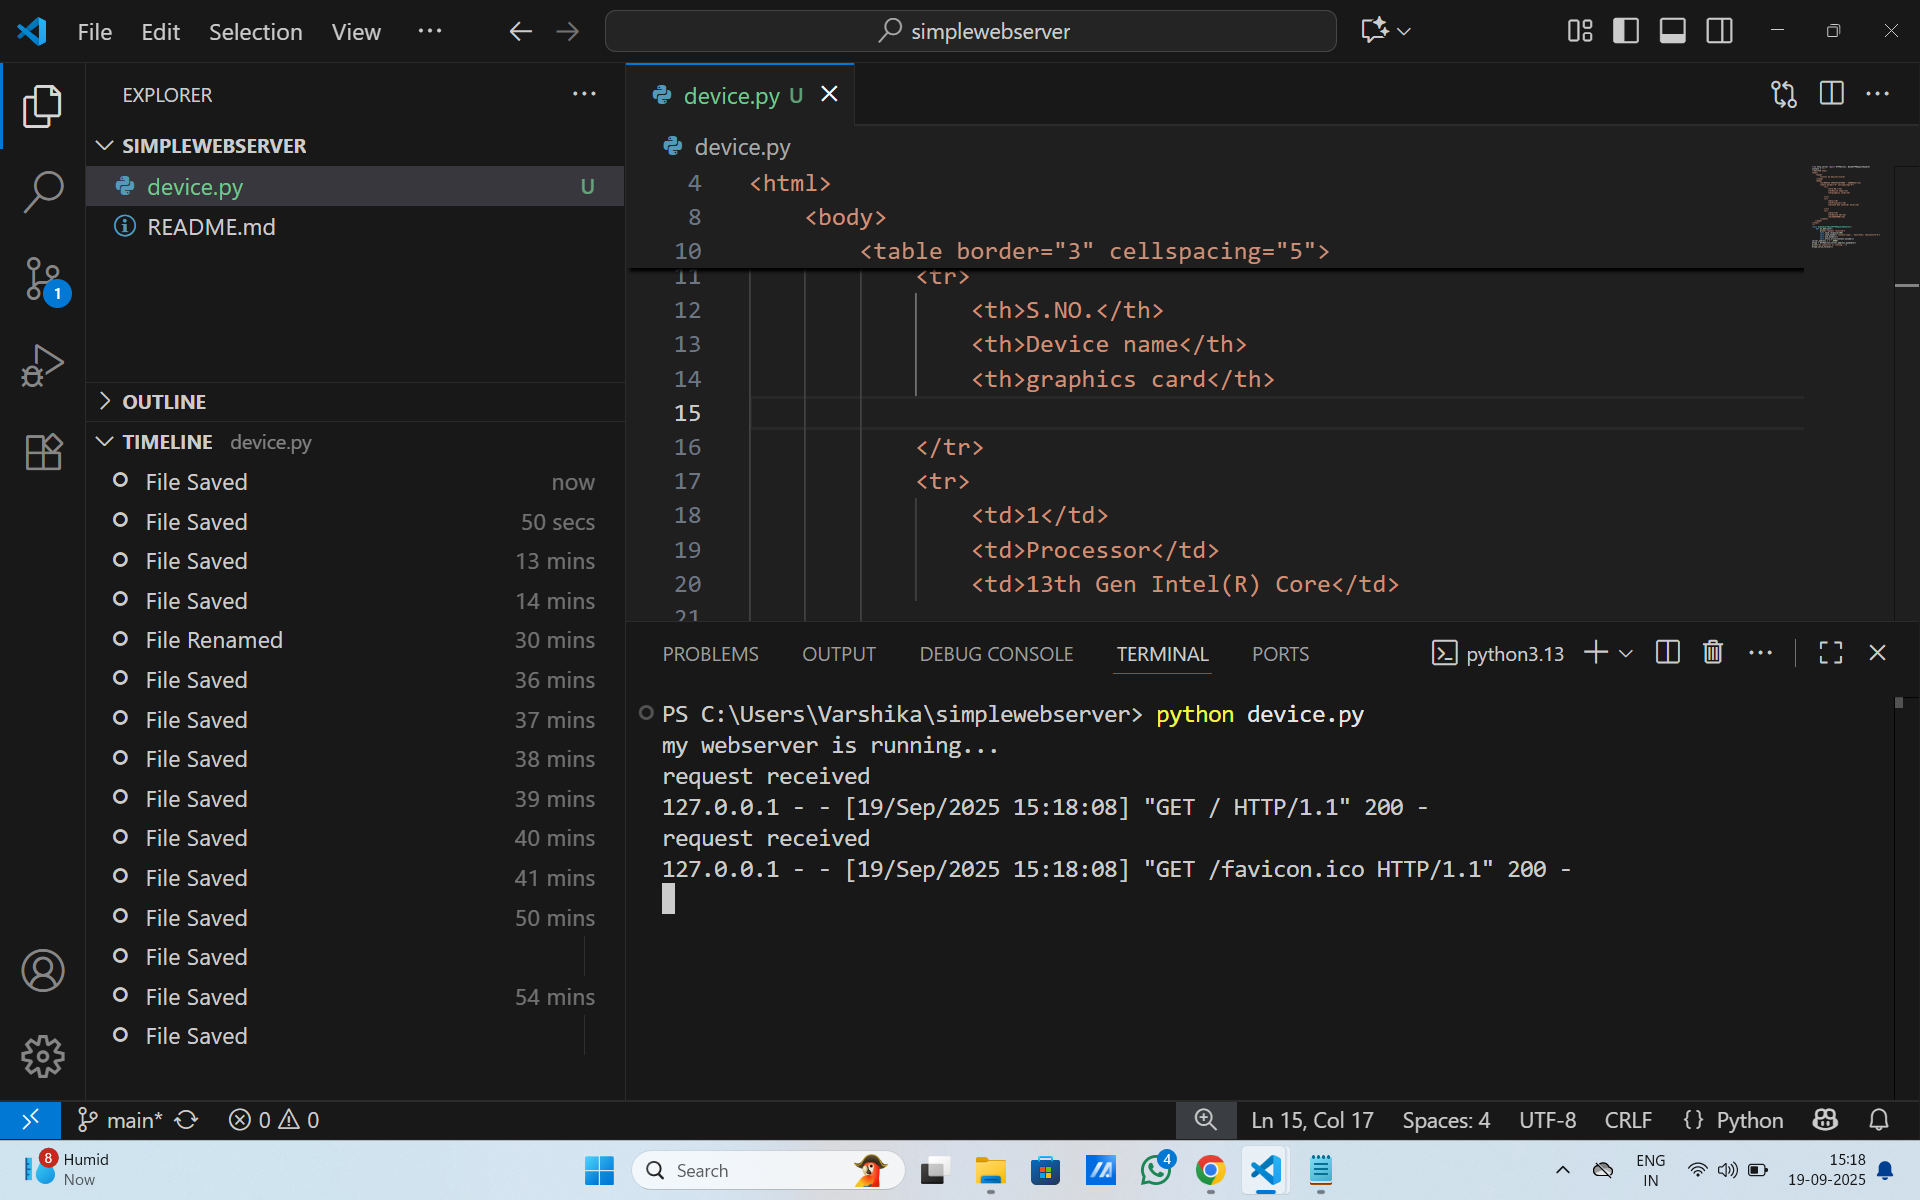 File Edit Selection View ··· simplewebserver
EXPLORER ···
SIMPLEWEBSERVER
device.py U
README.md
1
OUTLINE
TIMELINE device.py
File Saved now
File Saved 50 secs
File Saved 13 mins
File Saved 14 mins
File Renamed 30 mins
File Saved 36 mins
File Saved 37 mins
File Saved 38 mins
File Saved 39 mins
File Saved 40 mins
File Saved 41 mins
File Saved 50 mins
File Saved
File Saved 54 mins
File Saved
device.py U
device.py
4 <html>
8 <body>
10 <table border="3" cellspacing="5">
11 <tr>
12 <th>S.NO.</th>
13 <th>Device name</th>
14 <th>graphics card</th>
15
16 </tr>
17 <tr>
18 <td>1</td>
19 <td>Processor</td>
20 <td>13th Gen Intel(R) Core</td>
21
PROBLEMS OUTPUT DEBUG CONSOLE TERMINAL PORTS python3.13
PS C:\Users\Varshika\simplewebserver> python device.py
my webserver is running...
request received
127.0.0.1 - - [19/Sep/2025 15:18:08] "GET / HTTP/1.1" 200 -
request received
127.0.0.1 - - [19/Sep/2025 15:18:08] "GET /favicon.ico HTTP/1.1" 200 -
main* 0 0 Ln 15, Col 17 Spaces: 4 UTF-8 CRLF {} Python
8 Humid
Now
Search
4
ENG
IN
15:18
19-09-2025